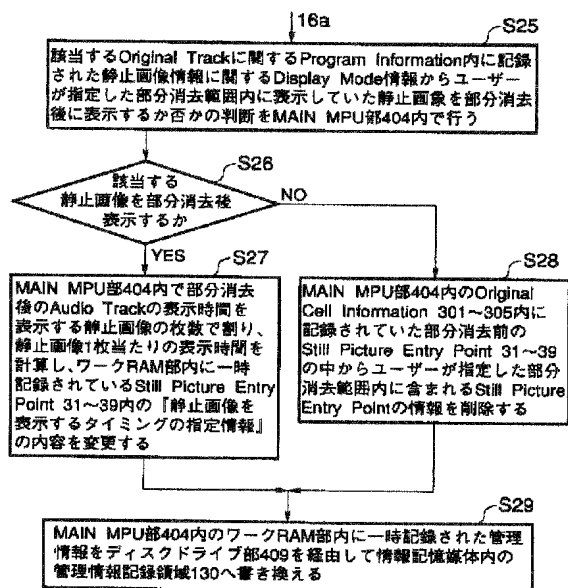 16a
S25
該当するOriginal Trackに関するProgram Information内に記録
された静止画像情報に関するDisplay Mode情報からユーザー
が指定した部分消去範囲内に表示していた静止画象を部分消去
後に表示するか否かの判断をMAIN MPU部404内で行う
S26
該当する
静止画像を部分消去後
表示するか
NO
YES
S27
MAIN MPU部404内で部分消去
後のAudio Trackの表示時間を
表示する静止画像の枚数で割り、
静止画像1枚当たりの表示時間を
計算し、ワークRAM部内に一時
記録されているStill Picture Entry
Point 31〜39内の『静止画像を
表示するタイミングの指定情報』
の内容を変更する
S28
MAIN MPU部404内のOriginal
Cell Information 301〜305内に
記録されていた部分消去前の
Still Picture Entry Point 31〜39
の中からユーザーが指定した部分
消去範囲内に含まれるStill Picture
Entry Pointの情報を削除する
S29
MAIN MPU部404内のワークRAM部内に一時記録された管理
情報をディスクドライブ部409を経由して情報記憶媒体内の
管理情報記録領域130へ書き換える